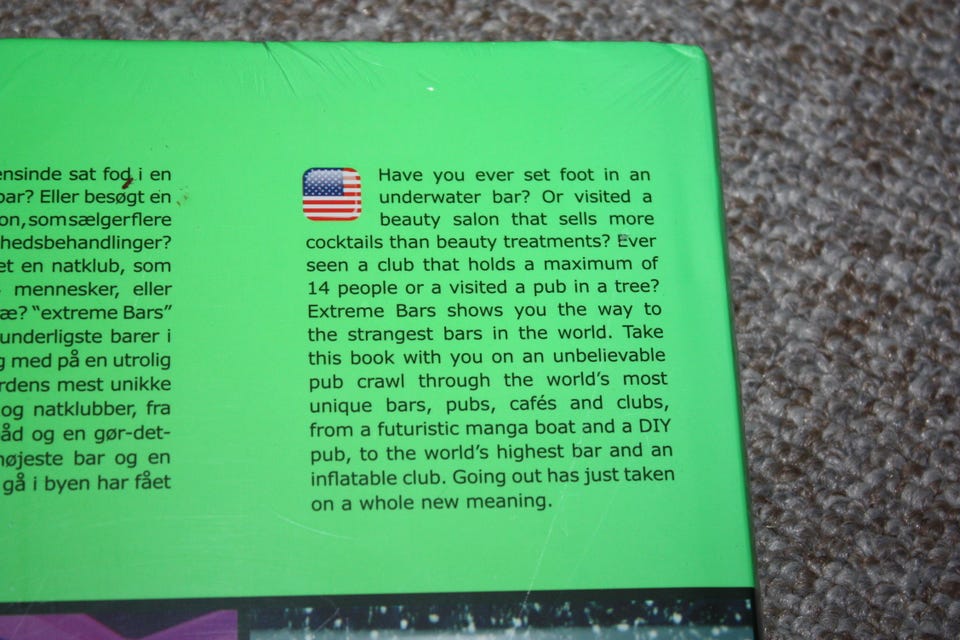 ensinde sat fod i en
bar? Eller besøgt en
on, som sælger flere
hedsbehandlinger?
et en natklub, som
mennesker, eller
træ? “extreme Bars”
underligste barer i
g med på en utrolig
rdens mest unikke
og natklubber, fra
åd og en gør-det-
højeste bar og en
gå i byen har fået
Have you ever set foot in an
underwater bar? Or visited a
beauty salon that sells more
cocktails than beauty treatments? Ever
seen a club that holds a maximum of
14 people or a visited a pub in a tree?
Extreme Bars shows you the way to
the strangest bars in the world. Take
this book with you on an unbelievable
pub crawl through the world’s most
unique bars, pubs, cafés and clubs,
from a futuristic manga boat and a DIY
pub, to the world’s highest bar and an
inflatable club. Going out has just taken
on a whole new meaning.